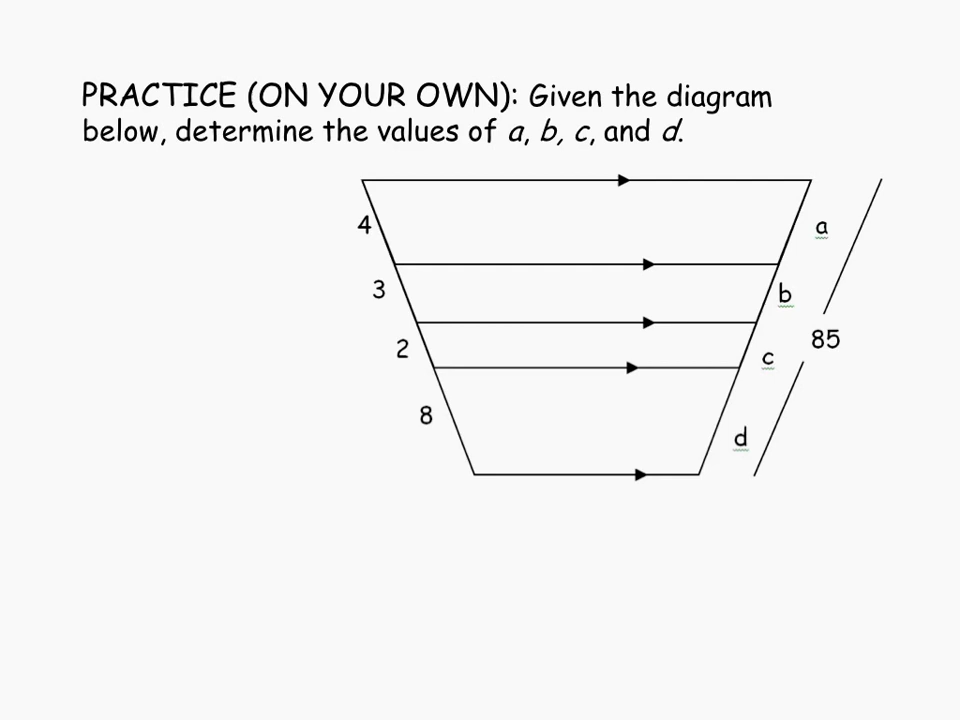 PRACTICE (ON YOUR OWN): Given the diagram
below, determine the values of a, b, c, and d.
4
a
3
b
85
2
c
8
d